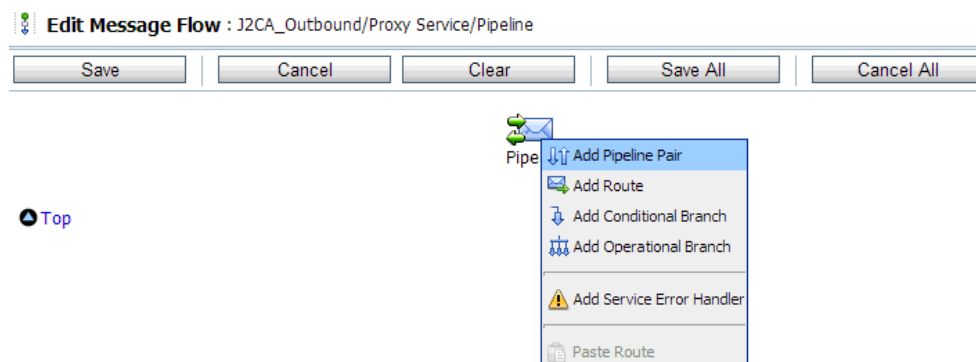 Edit Message Flow : J2CA_Outbound/Proxy Service/Pipeline
Save Cancel Clear Save All Cancel All
Pipe
Add Pipeline Pair
Add Route
Add Conditional Branch
Top
Add Operational Branch
Add Service Error Handler
Paste Route